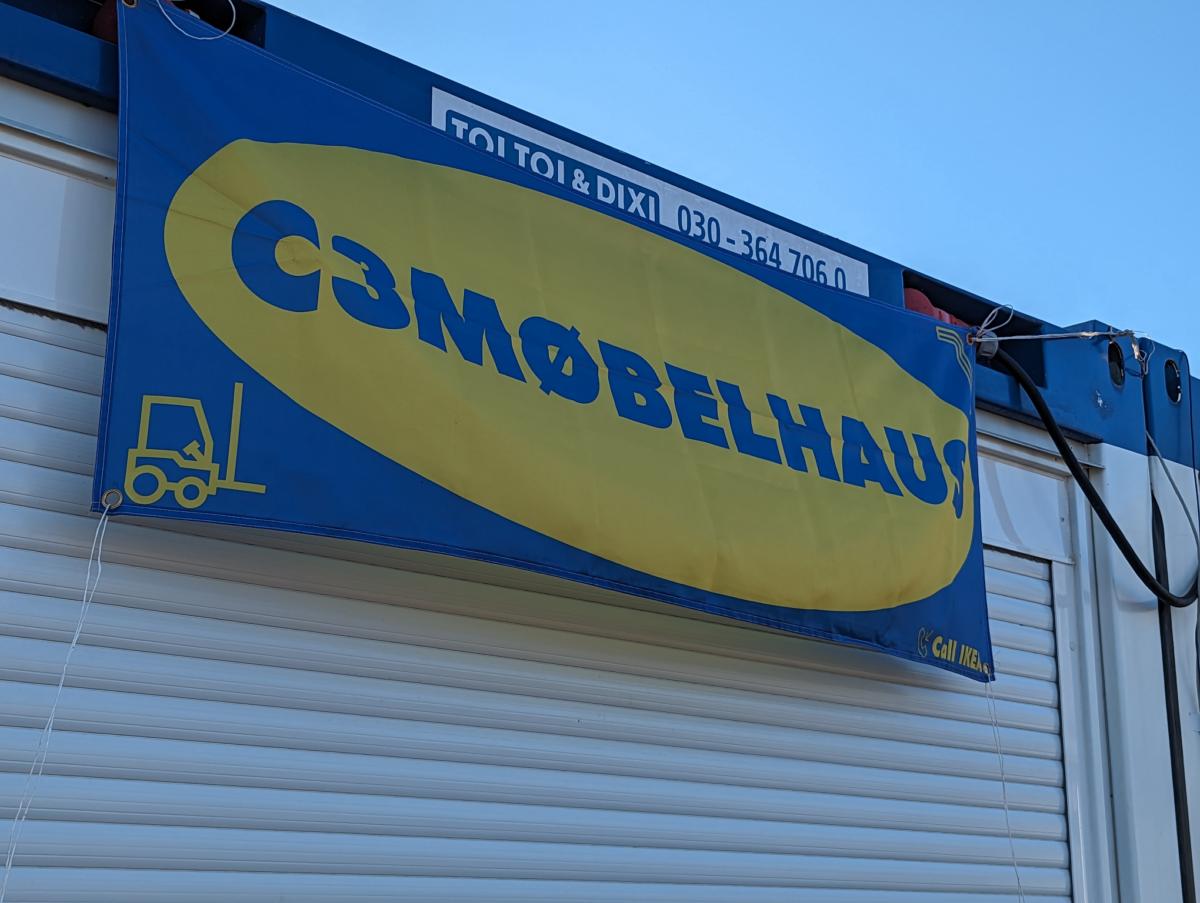 TOI TOI & DIXI 030-364 706 0
C3MØBELHAUS
Call IKEA